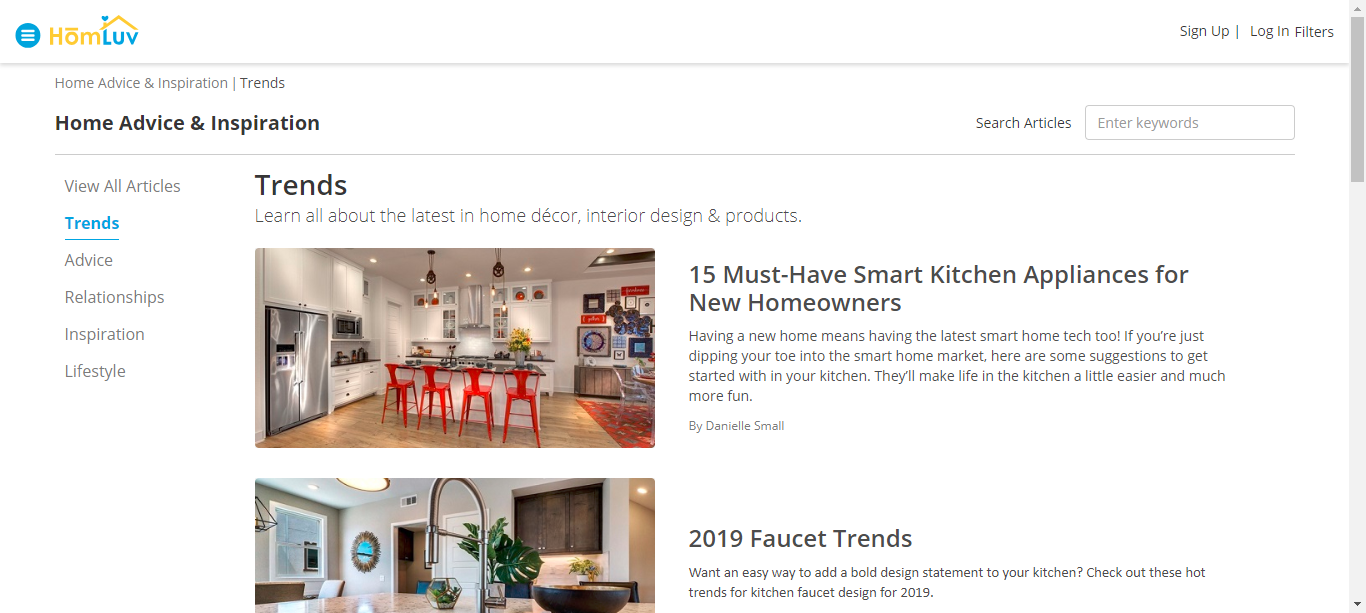 HōmLuv
Sign Up | Log In Filters
Home Advice & Inspiration | Trends
Home Advice & Inspiration
Search Articles
Enter keywords
View All Articles
Trends
Advice
Relationships
Inspiration
Lifestyle
Trends
Learn all about the latest in home décor, interior design & products.
15 Must-Have Smart Kitchen Appliances for
New Homeowners
Having a new home means having the latest smart home tech too! If you’re just
dipping your toe into the smart home market, here are some suggestions to get
started with in your kitchen. They’ll make life in the kitchen a little easier and much
more fun.
By Danielle Small
2019 Faucet Trends
Want an easy way to add a bold design statement to your kitchen? Check out these hot
trends for kitchen faucet design for 2019.